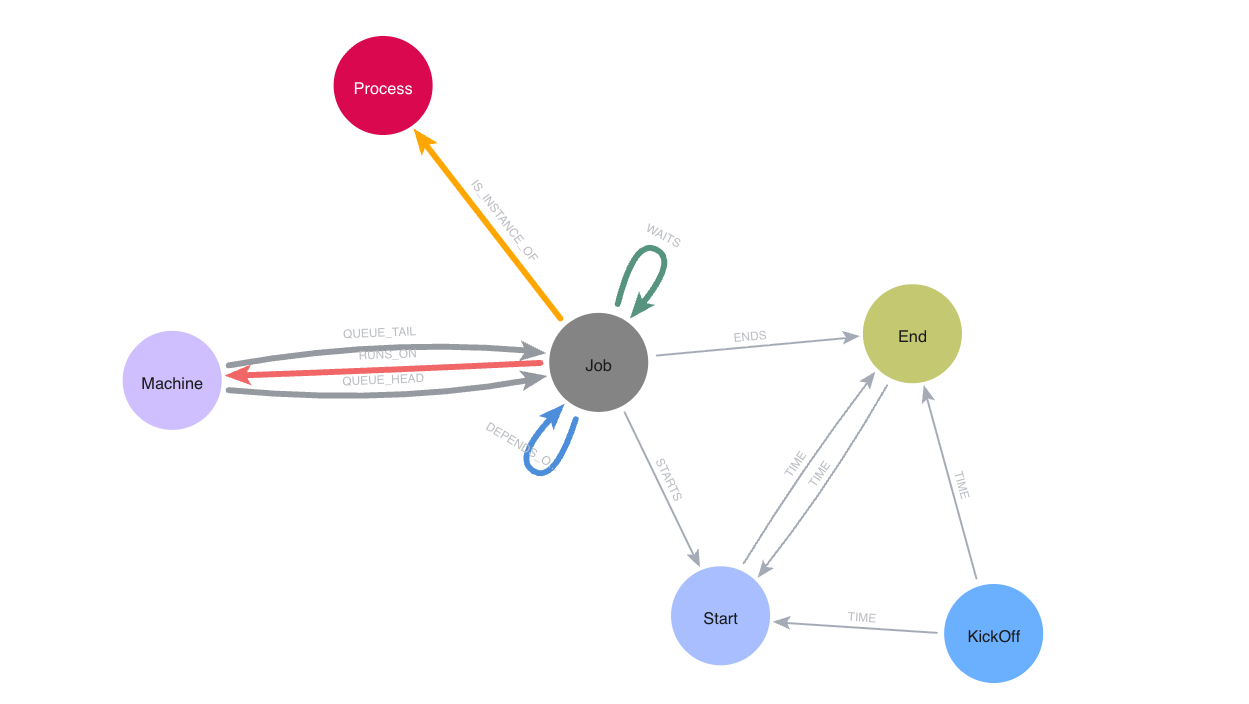 Process
IS_INSTANCE_OF
WAITS
QUEUE_TAIL
RUNS_ON
QUEUE_HEAD
Machine
Job
ENDS
End
DEPENDS_O
STARTS
TIME
TIME
TIME
Start
TIME
KickOff